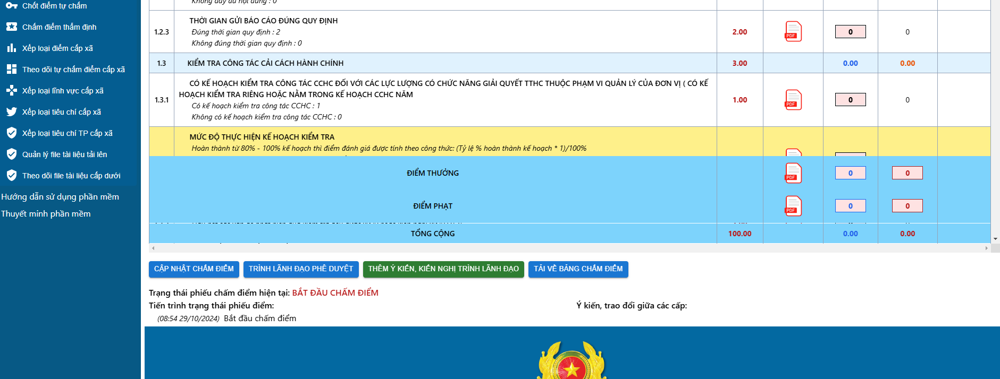 Chốt điểm tự chấm
Chấm điểm thẩm định
Xếp loại điểm cấp xã
Theo dõi tự chấm điểm cấp xã
Xếp loại lĩnh vực cấp xã
Xếp loại tiêu chí cấp xã
Xếp loại tiêu chí TP cấp xã
Quản lý file tài liệu tải lên
Theo dõi file tài liệu cấp dưới
Hướng dẫn sử dụng phần mềm
Thuyết minh phần mềm
Không đầy đủ nội dung : 0
1.2.3 THỜI GIAN GỬI BÁO CÁO ĐÚNG QUY ĐỊNH 2.00 PDF 0 0
Đúng thời gian quy định : 2
Không đúng thời gian quy định : 0
1.3 KIỂM TRA CÔNG TÁC CẢI CÁCH HÀNH CHÍNH 3.00 0.00 0.00
1.3.1 CÓ KẾ HOẠCH KIỂM TRA CÔNG TÁC CCHC ĐỐI VỚI CÁC LỰC LƯỢNG CÓ CHỨC NĂNG GIẢI QUYẾT TTHC THUỘC PHẠM VI QUẢN LÝ CỦA ĐƠN VỊ ( CÓ KẾ 1.00 PDF 0 0
HOẠCH KIỂM TRA RIÊNG HOẶC NẰM TRONG KẾ HOẠCH CCHC NĂM
Có kế hoạch kiểm tra công tác CCHC : 1
Không có kế hoạch kiểm tra công tác CCHC : 0
MỨC ĐỘ THỰC HIỆN KẾ HOẠCH KIỂM TRA
Hoàn thành từ 80% - 100% kế hoạch thì điểm đánh giá được tính theo công thức: (Tỷ lệ % hoàn thành kế hoạch * 1)/100%
ĐIỂM THƯỞNG PDF 0 0
ĐIỂM PHẠT PDF 0 0
TỔNG CỘNG 100.00 0.00 0.00
CẬP NHẬT CHẤM ĐIỂM TRÌNH LÃNH ĐẠO PHÊ DUYỆT THÊM Ý KIẾN, KIẾN NGHỊ TRÌNH LÃNH ĐẠO TẢI VỀ BẢNG CHẤM ĐIỂM
Trạng thái phiếu chấm điểm hiện tại: BẮT ĐẦU CHẤM ĐIỂM
Tiến trình trạng thái phiếu điểm: Ý kiến, trao đổi giữa các cấp:
(08:54 29/10/2024) Bắt đầu chấm điểm